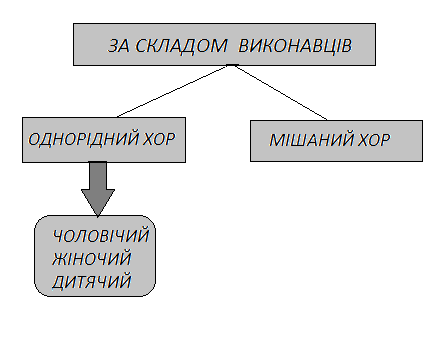 ЗА СКЛАДОМ ВИКОНАВЦІВ
ОДНОРІДНИЙ ХОР
МІШАНИЙ ХОР
ЧОЛОВІЧИЙ
ЖІНОЧИЙ
ДИТЯЧИЙ